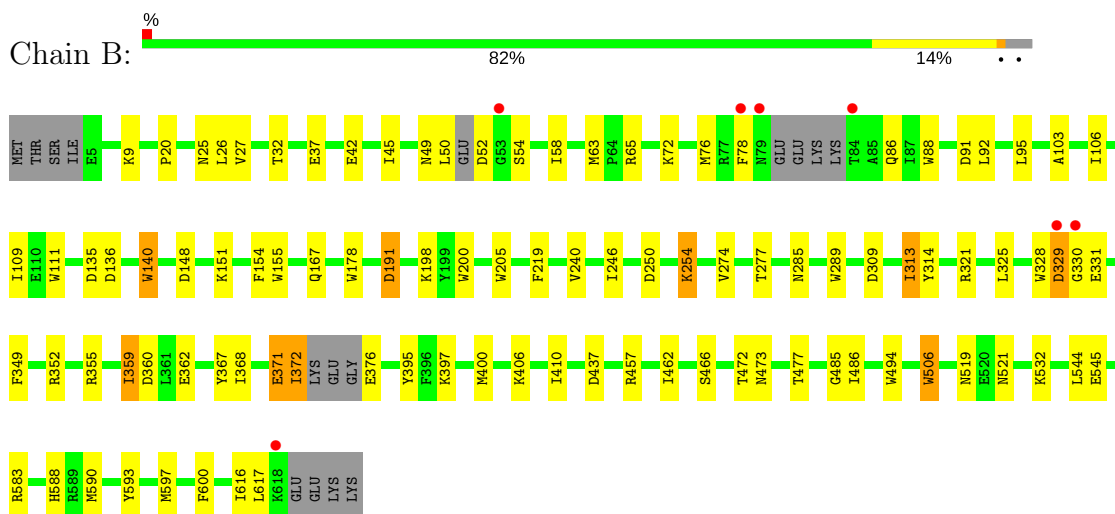 %
Chain B:
82% 14% • •
MET THR SER ILE E5 K9 P20 N25 L26 V27 T32 E37 E42 I45 N49 L50 GLU D52 G53 S54 I58 M63 P64 R65 K72 M76 R77 F78 N79 GLU GLU LYS LYS T84 A85 Q86 I87 W88 D91 L92 L95 A103 I106
I109 E110 W111 D135 D136 W140 D148 K151 F154 W155 Q167 W178 D191 K198 Y199 W200 W205 F219 V240 I246 D250 K254 V274 T277 N285 W289 D309 I313 Y314 R321 L325 W328 D329 G330 E331
F349 R352 R355 I359 D360 L361 E362 Y367 I368 E371 I372 LYS GLU GLY E376 Y395 F396 K397 M400 K406 I410 D437 R457 I462 S466 T472 N473 T477 G485 I486 W494 W506 N519 E520 N521 K532 L544 E545
R583 H588 R589 M590 Y593 M597 F600 I616 L617 K618 GLU GLU LYS LYS